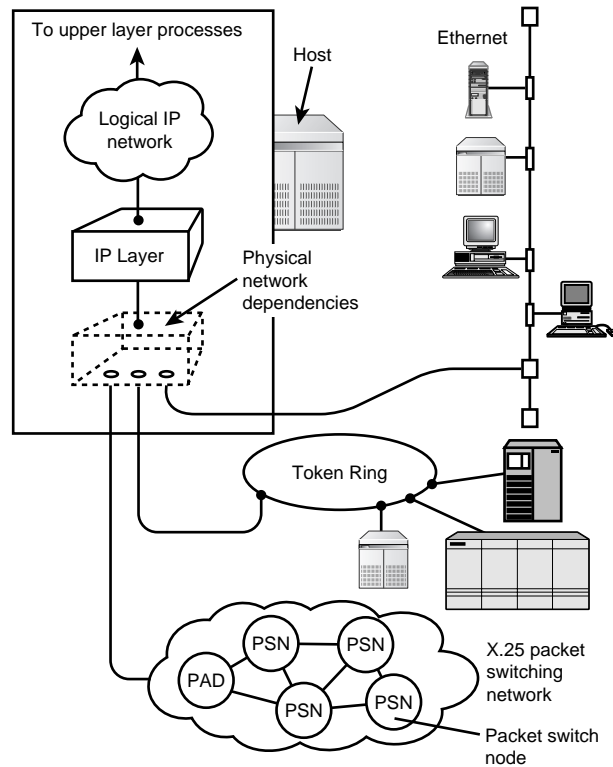 To upper layer processes
Logical IP
network
Host
Ethernet
IP Layer
Physical
network
dependencies
Token Ring
PSN
PSN
PAD
PSN
PSN
X.25 packet
switching
network
Packet switch
node